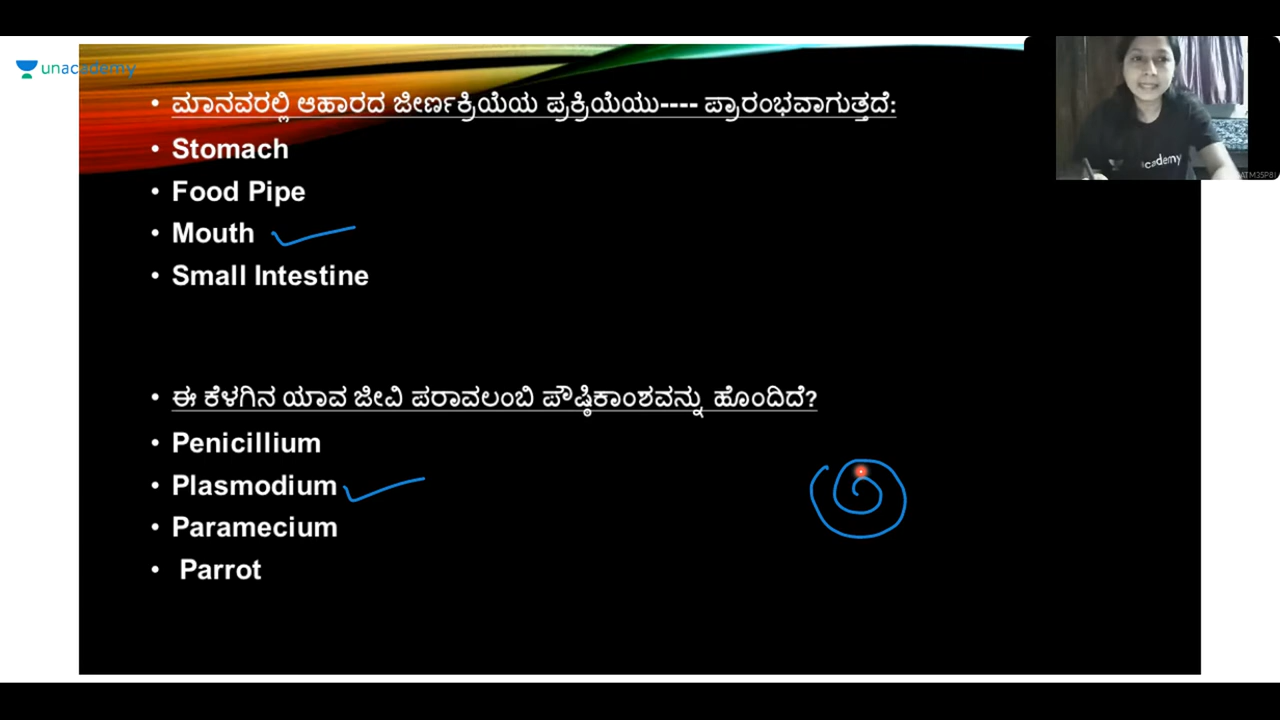 unacademy
• ಮಾನವರಲ್ಲಿ ಆಹಾರದ ಜೀರ್ಣಕ್ರಿಯೆಯ ಪ್ರಕ್ರಿಯೆಯು---- ಪ್ರಾರಂಭವಾಗುತ್ತದೆ:
• Stomach
• Food Pipe
• Mouth
• Small Intestine
• ಈ ಕೆಳಗಿನ ಯಾವ ಜೀವಿ ಪರಾವಲಂಬಿ ಪೌಷ್ಠಿಕಾಂಶವನ್ನು ಹೊಂದಿದೆ?
• Penicillium
• Plasmodium
• Paramecium
• Parrot